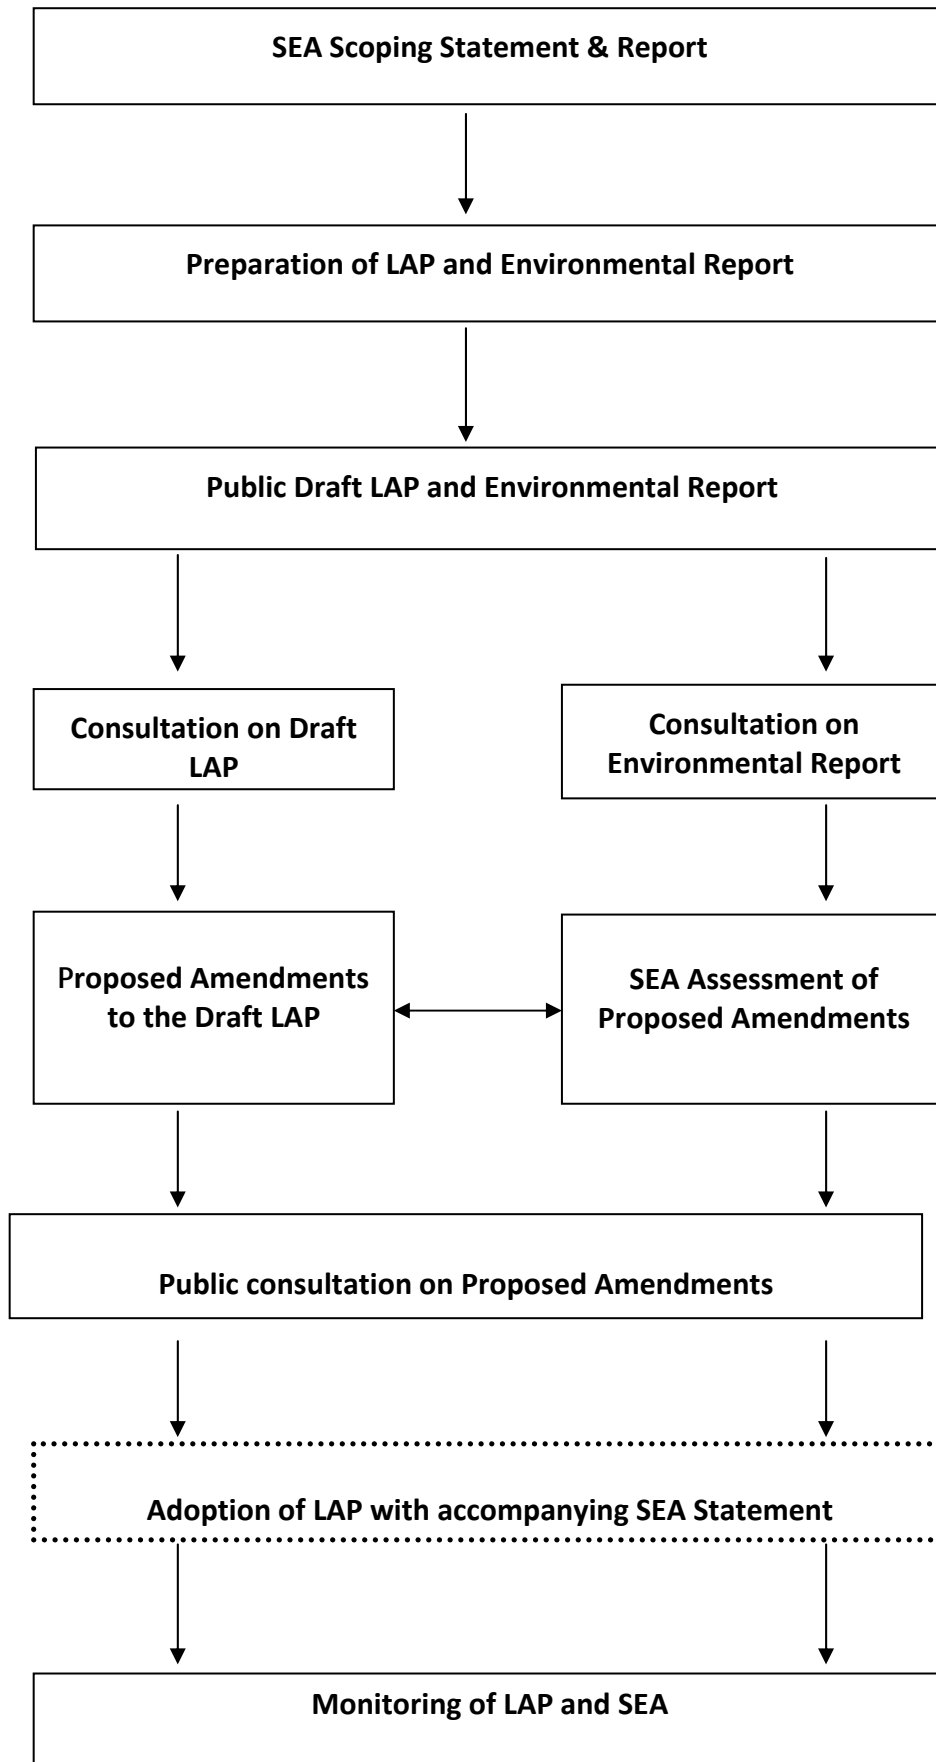 SEA Scoping Statement & Report
Preparation of LAP and Environmental Report
Public Draft LAP and Environmental Report
Consultation on Draft
LAP
Consultation on
Environmental Report
Proposed Amendments
to the Draft LAP
SEA Assessment of
Proposed Amendments
Public consultation on Proposed Amendments
Adoption of LAP with accompanying SEA Statement
Monitoring of LAP and SEA